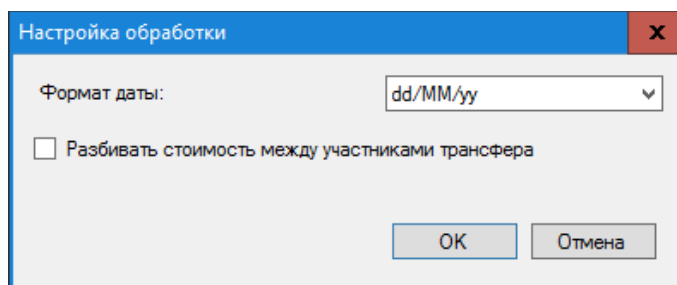 Настройка обработки
Формат даты: dd/MM/yy
Разбивать стоимость между участниками трансфера
OK Отмена